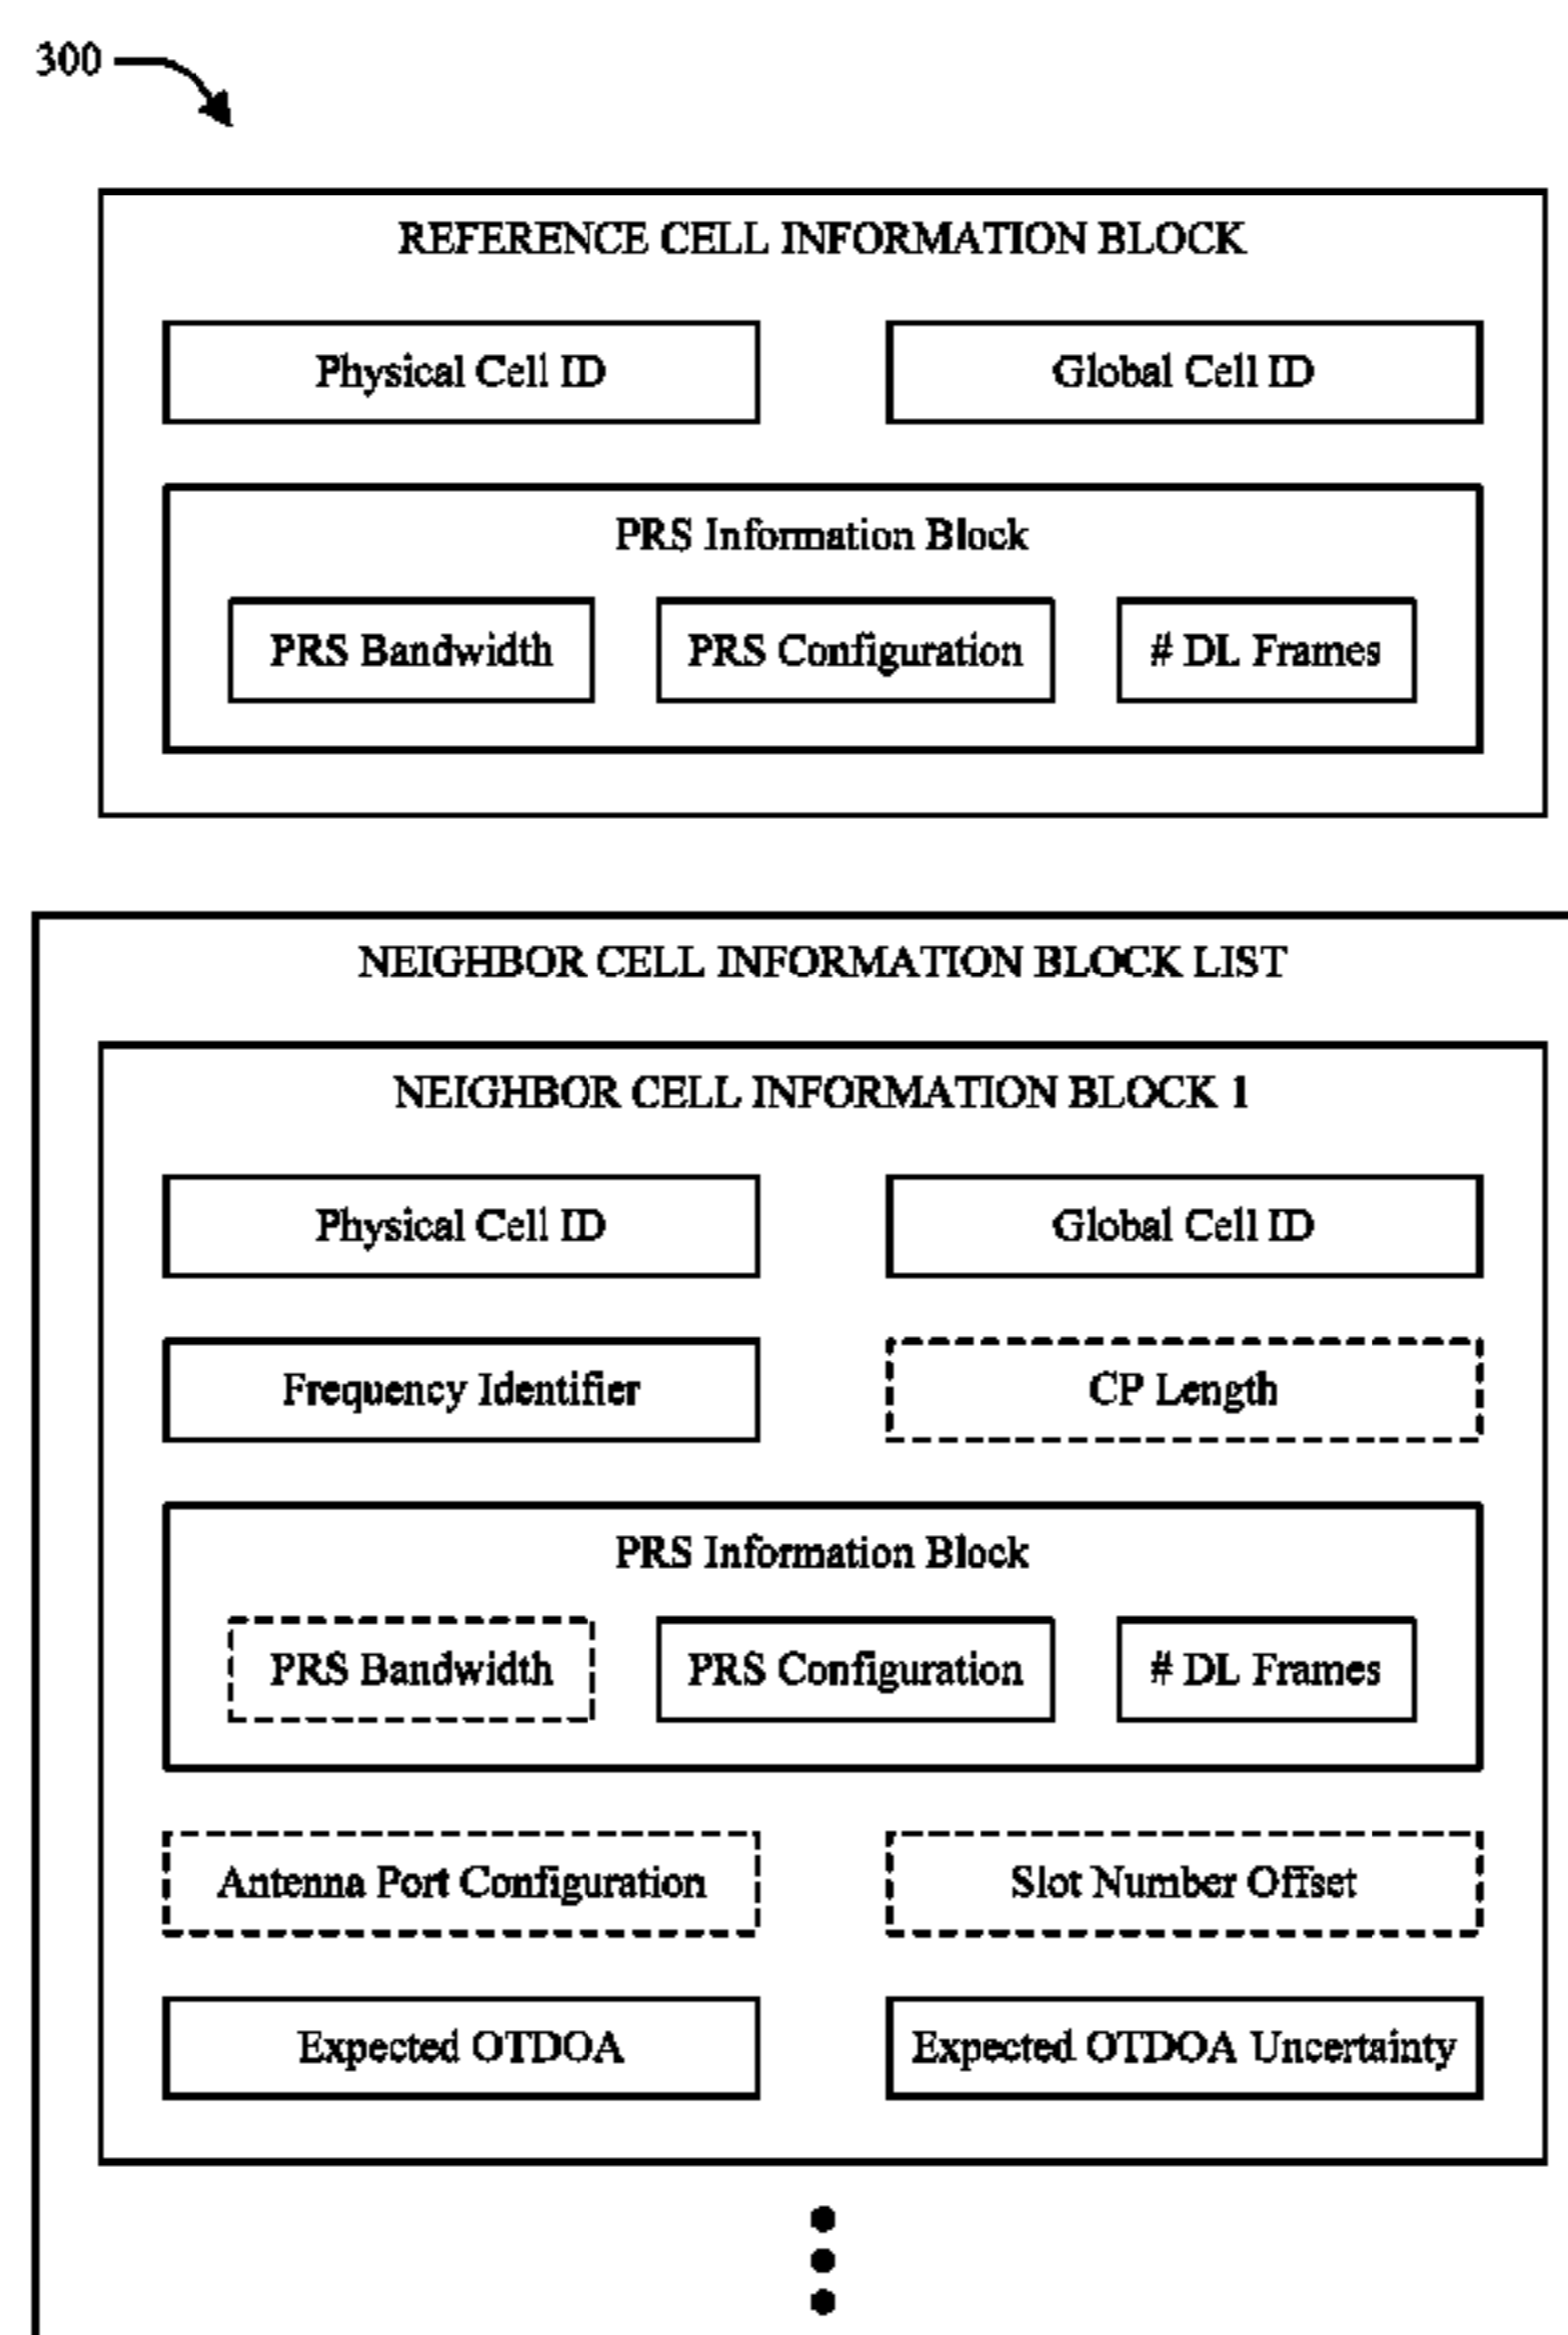 300
REFERENCE CELL INFORMATION BLOCK
Physical Cell ID
Global Cell ID
PRS Information Block
PRS Bandwidth
PRS Configuration
# DL Frames
NEIGHBOR CELL INFORMATION BLOCK LIST
NEIGHBOR CELL INFORMATION BLOCK 1
Physical Cell ID
Global Cell ID
Frequency Identifier
CP Length
PRS Information Block
PRS Bandwidth
PRS Configuration
# DL Frames
Antenna Port Configuration
Slot Number Offset
Expected OTDOA
Expected OTDOA Uncertainty